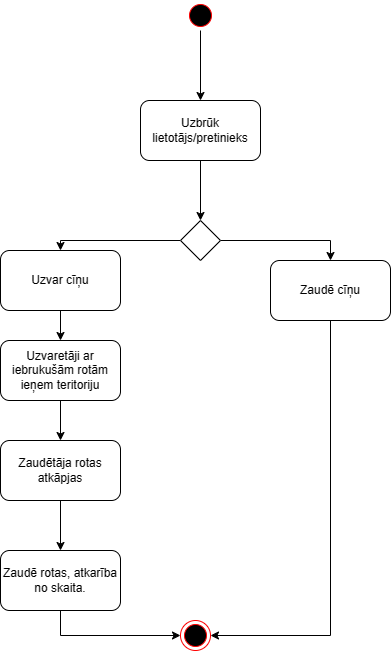 Uzbrūk
lietotājs/pretinieks
Uzvar cīņu
Zaudē cīņu
Uzvaretāji ar
iebrukušām rotām
ieņem teritoriju
Zaudētāja rotas
atkāpjas
Zaudē rotas, atkarība
no skaita.